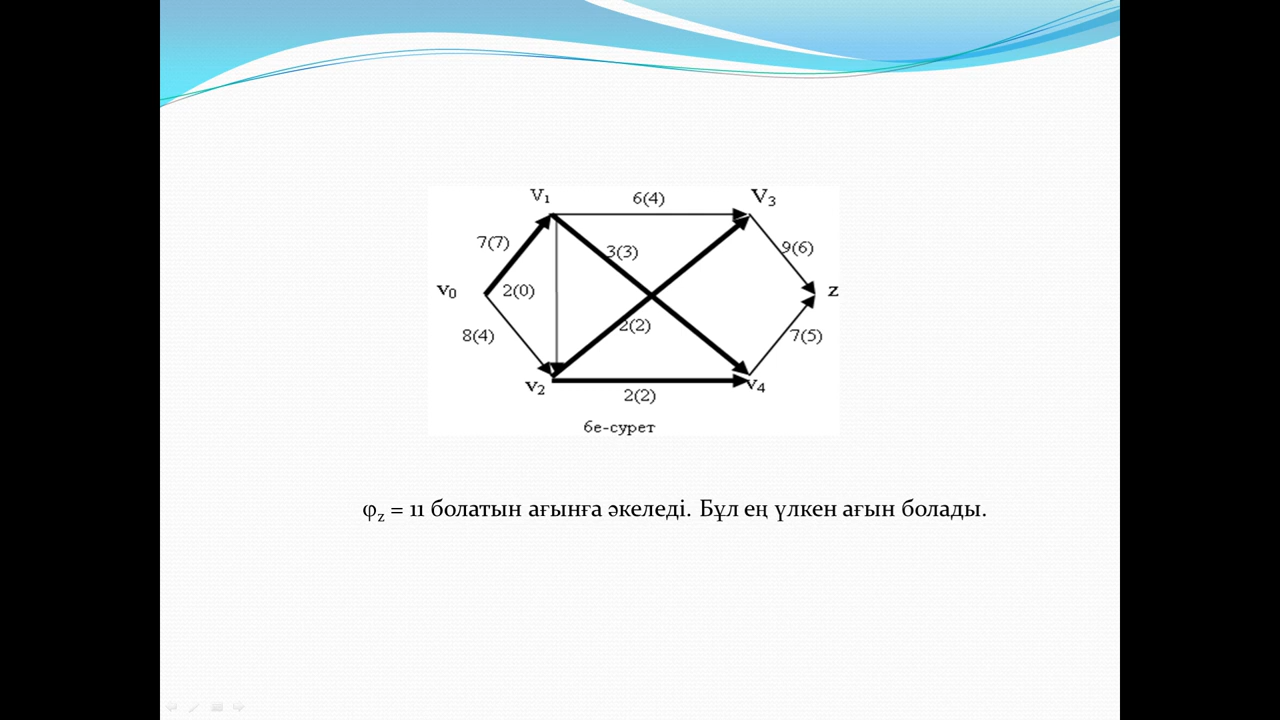 V1 6(4) V3
7(7) 3(3) 9(6)
v0 2(0) z
8(4) 2(2) 7(5)
v2 v4
2(2)
6е-сурет
φz = 11 болатын ағынға әкеледі. Бұл ең үлкен ағын болады.